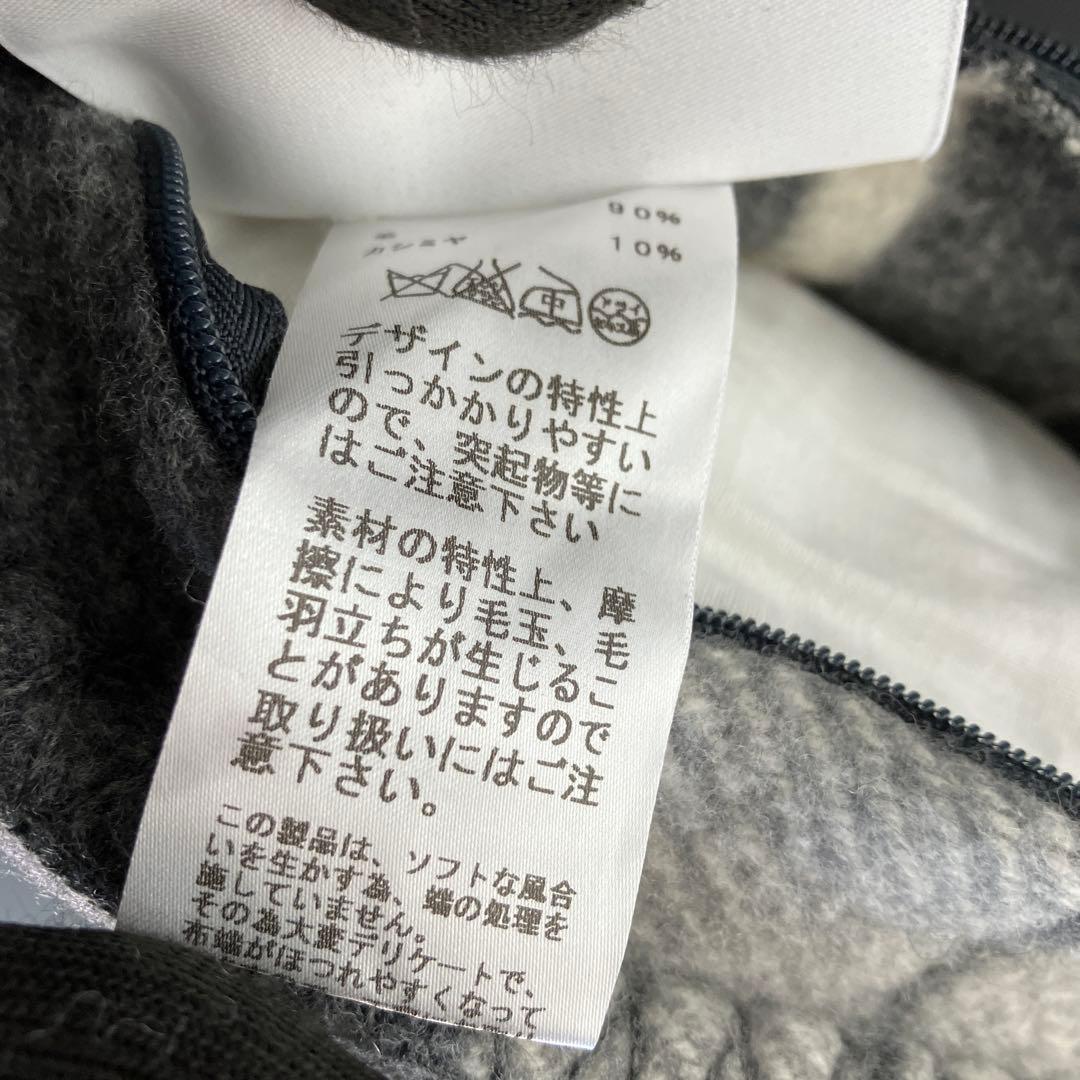 90%
カシミヤ 10%
中
ドライ
デザインの特性上
引っかかりやすい
ので、突起物等に
はご注意下さい
素材の特性上、摩
擦により毛玉、毛
羽立ちが生じるこ
とがありますので
取り扱いにはご注
意下さい。
この製品は、ソフトな風合
いを生かす為、端の処理を
施していません。
その為大変デリケートで、
布端がほつれやすくなって